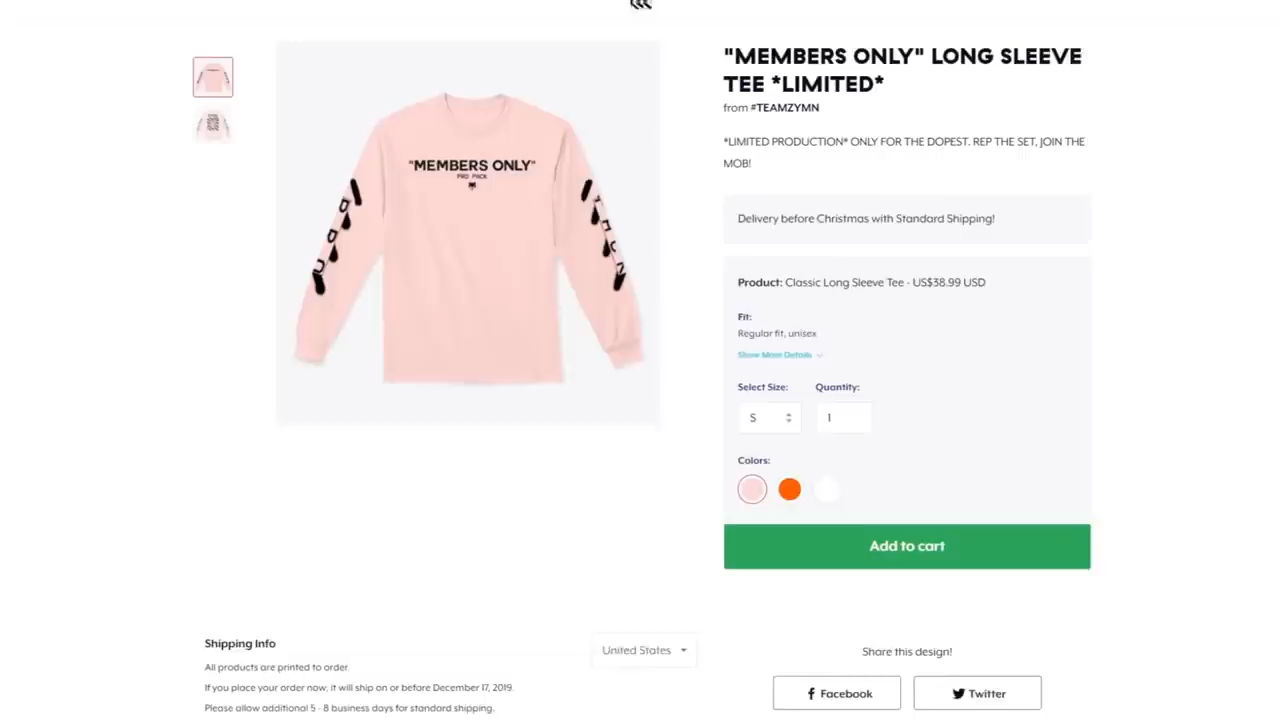 "MEMBERS ONLY" LONG SLEEVE
TEE *LIMITED*
from #TEAMZYMN
*LIMITED PRODUCTION* ONLY FOR THE DOPEST. REP THE SET, JOIN THE
MOB!
"MEMBERS ONLY"
PRO PACK
Delivery before Christmas with Standard Shipping!
Product: Classic Long Sleeve Tee - US$38.99 USD
Fit:
Regular fit, unisex
Show More Details
Select Size: Quantity:
S 1
Colors:
Add to cart
Shipping Info
All products are printed to order.
If you place your order now, it will ship on or before December 17, 2019.
Please allow additional 5 - 8 business days for standard shipping.
United States
Share this design!
Facebook Twitter